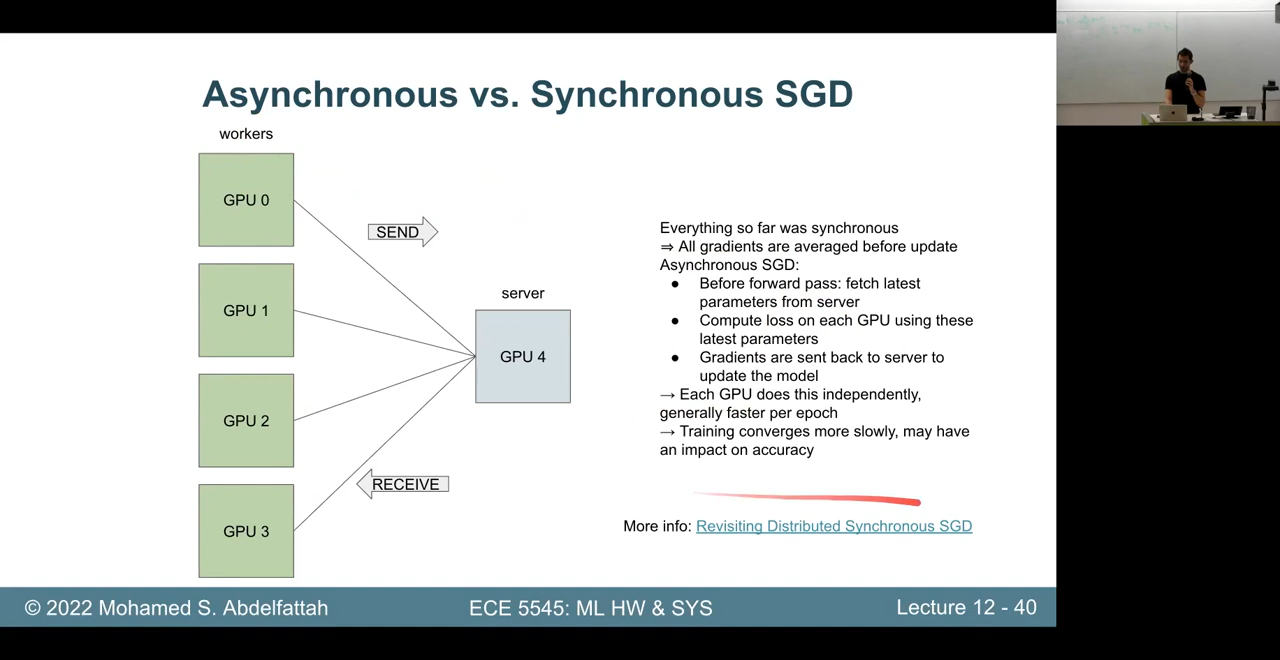 Asynchronous vs. Synchronous SGD
workers
GPU 0
GPU 1
GPU 2
GPU 3
SEND
RECEIVE
server
GPU 4
Everything so far was synchronous
⇒ All gradients are averaged before update
Asynchronous SGD:
● Before forward pass: fetch latest
parameters from server
● Compute loss on each GPU using these
latest parameters
● Gradients are sent back to server to
update the model
→ Each GPU does this independently,
generally faster per epoch
→ Training converges more slowly, may have
an impact on accuracy
More info: Revisiting Distributed Synchronous SGD
© 2022 Mohamed S. Abdelfattah
ECE 5545: ML HW & SYS
Lecture 12 - 40